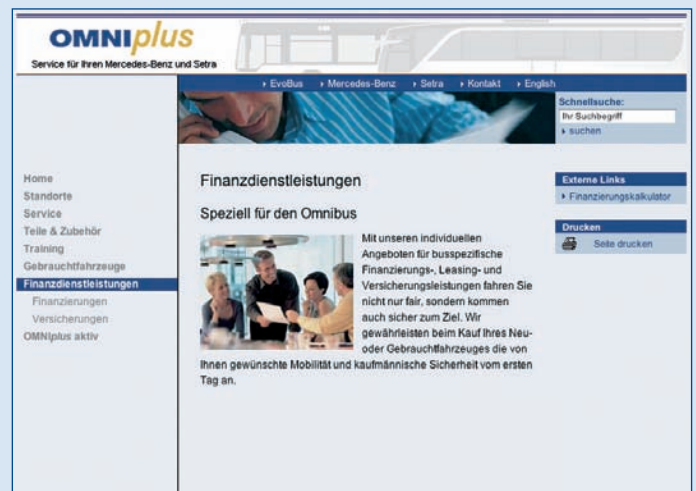 OMNIplus
Service für Ihren Mercedes-Benz und Setra
EvoBus Mercedes-Benz Setra Kontakt English
Schnellsuche:
Ihr Suchbegriff
suchen
Home
Standorte
Service
Teile & Zubehör
Training
Gebrauchtfahrzeuge
Finanzdienstleistungen
Finanzierungen
Versicherungen
OMNIplus aktiv
Finanzdienstleistungen
Speziell für den Omnibus
Mit unseren individuellen
Angeboten für busspezifische
Finanzierungs-, Leasing- und
Versicherungsleistungen fahren Sie
nicht nur fair, sondern kommen
auch sicher zum Ziel. Wir
gewährleisten beim Kauf Ihres Neu-
oder Gebrauchtfahrzeuges die von
Ihnen gewünschte Mobilität und kaufmännische Sicherheit vom ersten
Tag an.
Externe Links
Finanzierungskalkulator
Drucken
Seite drucken